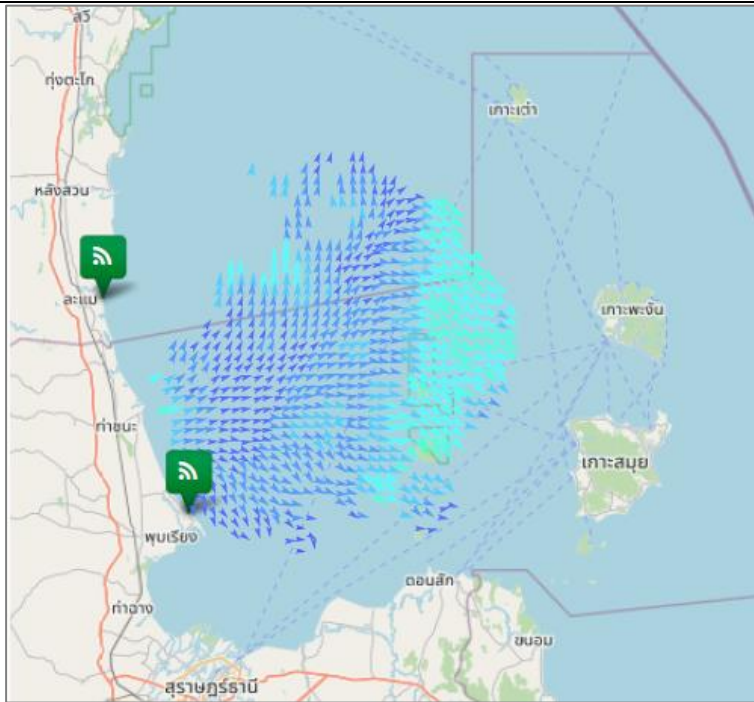 สวี
ทุ่งตะโก
เกาะเต่า
หลังสวน
ละแม
เกาะพะงัน
ท่าชนะ
เกาะสมุย
พุมเรียง
ดอนสัก
ท่าฉาง
ขนอม
สุราษฎร์ธานี